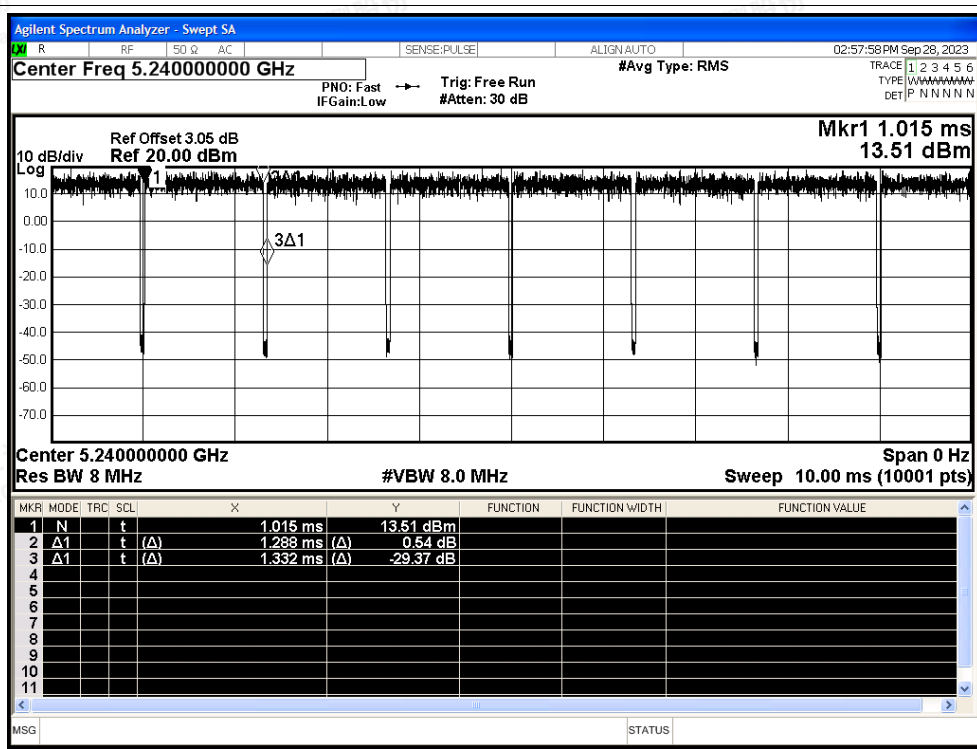 Agilent Spectrum Analyzer - Swept SA
LXI R RF 50 Ω AC SENSE:PULSE ALIGN AUTO 02:57:58 PM Sep 28, 2023
Center Freq 5.240000000 GHz
#Avg Type: RMS
TRACE 1 2 3 4 5 6
PNO: Fast
Trig: Free Run
TYPE WWWWWW
IFGain:Low
#Atten: 30 dB
DET P N N N N N
Mkr1 1.015 ms
Ref Offset 3.05 dB
10 dB/div Ref 20.00 dBm
13.51 dBm
Log
1
2Δ1
10.0
0.00
3Δ1
-10.0
-20.0
-30.0
-40.0
-50.0
-60.0
-70.0
Center 5.240000000 GHz Span 0 Hz
Res BW 8 MHz #VBW 8.0 MHz Sweep 10.00 ms (10001 pts)
MKR MODE TRC SCL X Y FUNCTION FUNCTION WIDTH FUNCTION VALUE
1 N t 1.015 ms 13.51 dBm
2 Δ1 t (Δ) 1.288 ms (Δ) 0.54 dB
3 Δ1 t (Δ) 1.332 ms (Δ) -29.37 dB
4
5
6
7
8
9
10
11
MSG STATUS